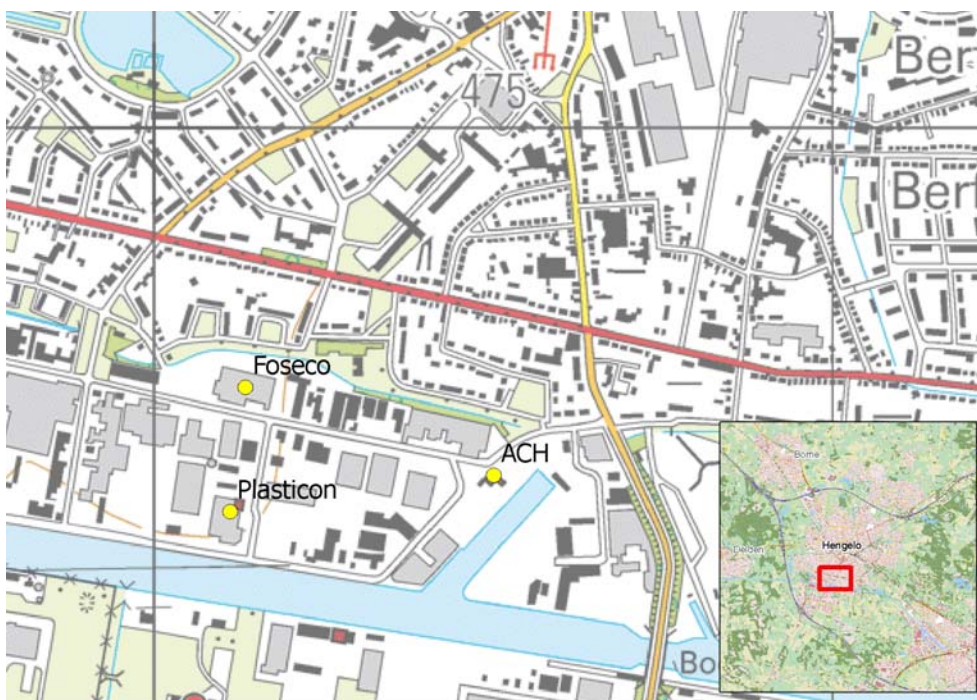 Ber
475
Ber
Foseco
ACH
Plasticon
Bo
Borne
Delden
Hengelo